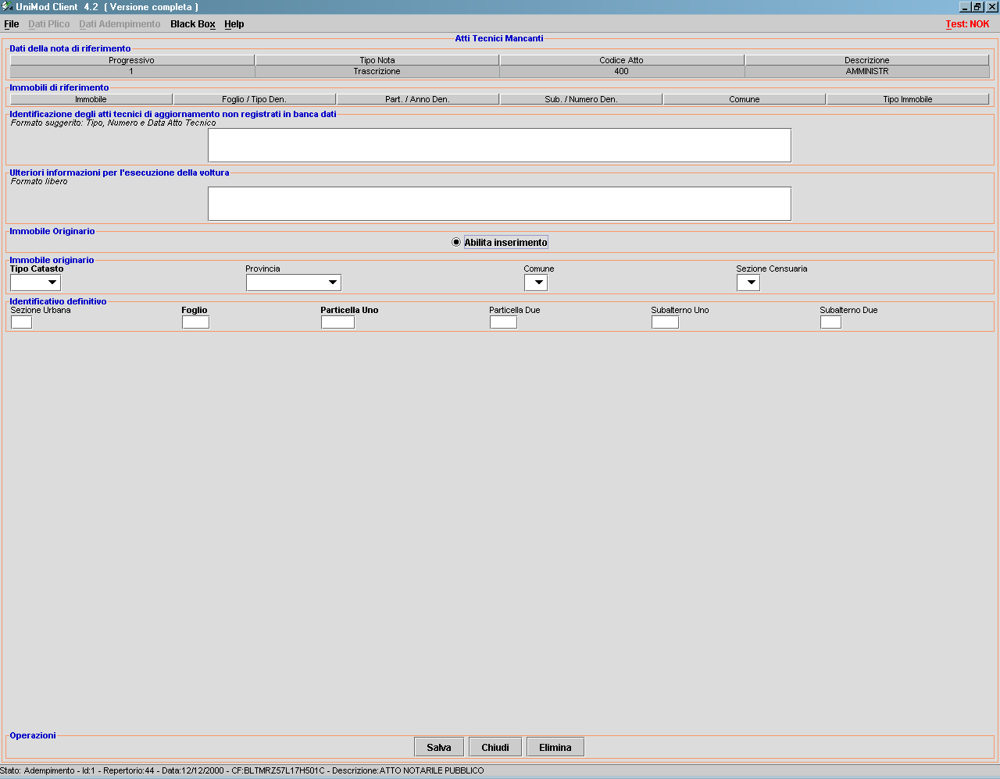 UniMod Client 4.2 ( Versione completa )
File Dati Plico Dati Adempimento Black Box Help Test: NOK
Atti Tecnici Mancanti
Dati della nota di riferimento
Progressivo Tipo Nota Codice Atto Descrizione
1 Trascrizione 400 AMMINISTR
Immobili di riferimento
Immobile Foglio / Tipo Den. Part. / Anno Den. Sub. / Numero Den. Comune Tipo Immobile
Identificazione degli atti tecnici di aggiornamento non registrati in banca dati
Formato suggerito: Tipo, Numero e Data Atto Tecnico
Ulteriori informazioni per l'esecuzione della voltura
Formato libero
Immobile Originario
Abilita inserimento
Immobile originario
Tipo Catasto Provincia Comune Sezione Censuaria
Identificativo definitivo
Sezione Urbana Foglio Particella Uno Particella Due Subalterno Uno Subalterno Due
Operazioni
Salva Chiudi Elimina
Stato: Adempimento - Id:1 - Repertorio:44 - Data:12/12/2000 - CF:BLTMRZ57L17H501C - Descrizione:ATTO NOTARILE PUBBLICO